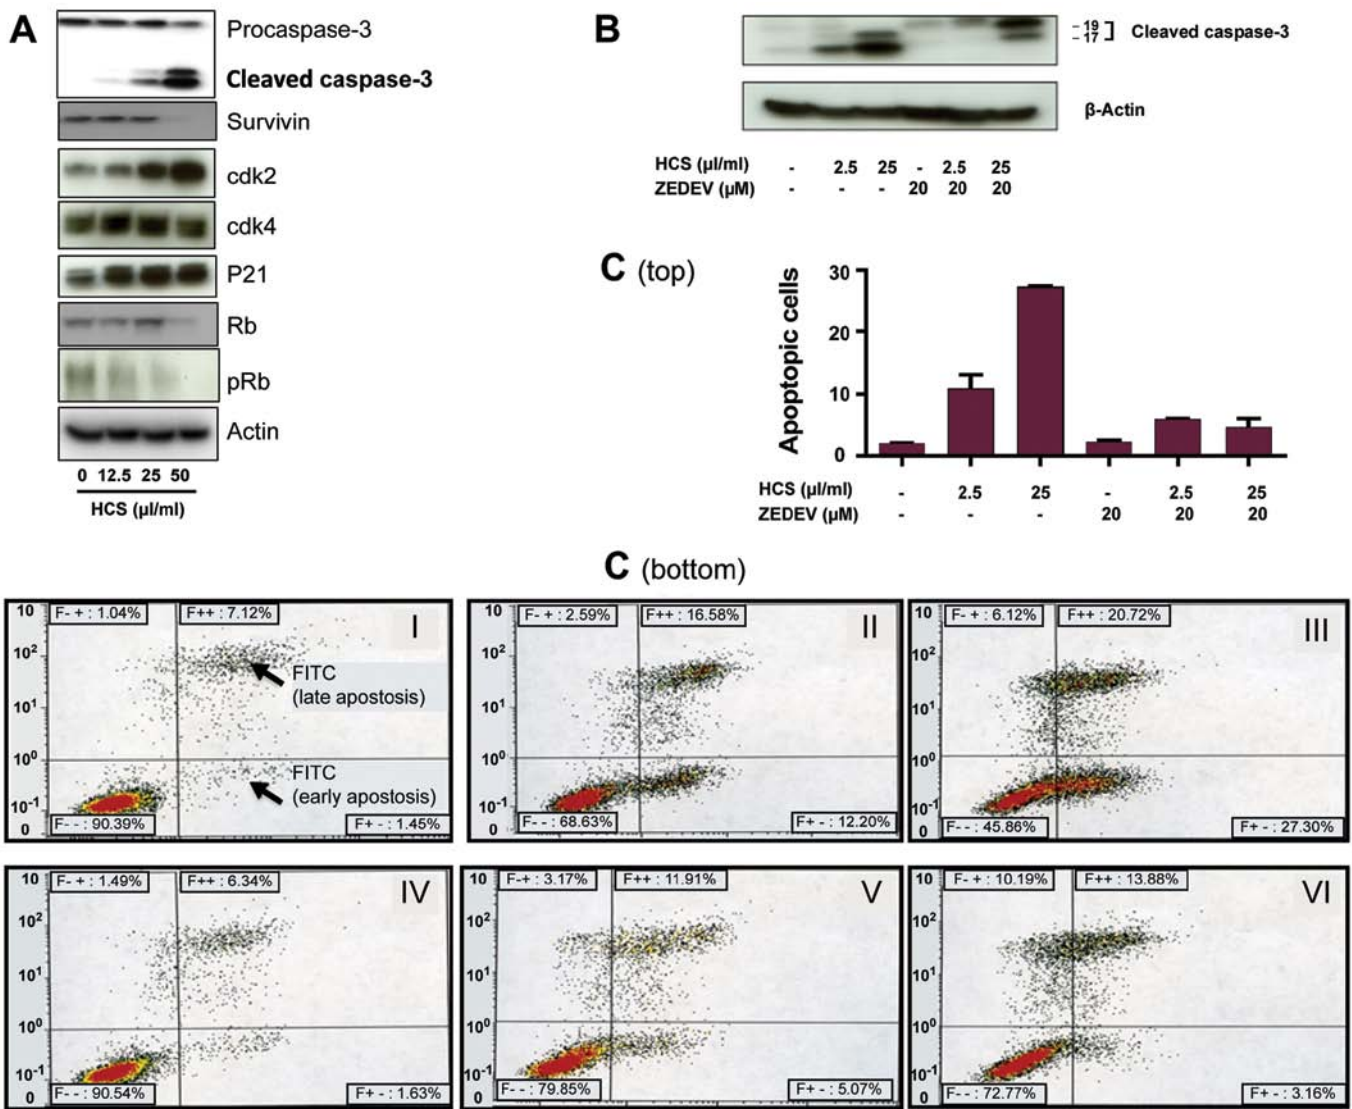 A
Procaspase-3
Cleaved caspase-3
Survivin
cdk2
cdk4
P21
Rb
pRb
Actin
0 12.5 25 50
HCS (µl/ml)
B
19
17
Cleaved caspase-3
β-Actin
HCS (µl/ml) - 2.5 25 - 2.5 25
ZEDEV (µM) - - - 20 20 20
C (top)
Apoptopic cells
30
20
10
0
HCS (µl/ml) - 2.5 25 - 2.5 25
ZEDEV (µM) - - - 20 20 20
C (bottom)
10
10²
10¹
10⁰
10⁻¹
0
F- + : 1.04%
F++ : 7.12%
I
FITC
(late apostosis)
FITC
(early apostosis)
F- - : 90.39%
F+ - : 1.45%
10
10²
10¹
10⁰
10⁻¹
0
F- + : 2.59%
F++ : 16.58%
II
F- - : 68.63%
F+ - : 12.20%
10
10²
10¹
10⁰
10⁻¹
0
F- + : 6.12%
F++ : 20.72%
III
F- - : 45.86%
F+ - : 27.30%
10
10²
10¹
10⁰
10⁻¹
0
F- + : 1.49%
F++ : 6.34%
IV
F- - : 90.54%
F+ - : 1.63%
10
10²
10¹
10⁰
10⁻¹
0
F-+ : 3.17%
F++ : 11.91%
V
F- - : 79.85%
F+ - : 5.07%
10
10²
10¹
10⁰
10⁻¹
0
F- + : 10.19%
F++ : 13.88%
VI
F- - : 72.77%
F+ - : 3.16%